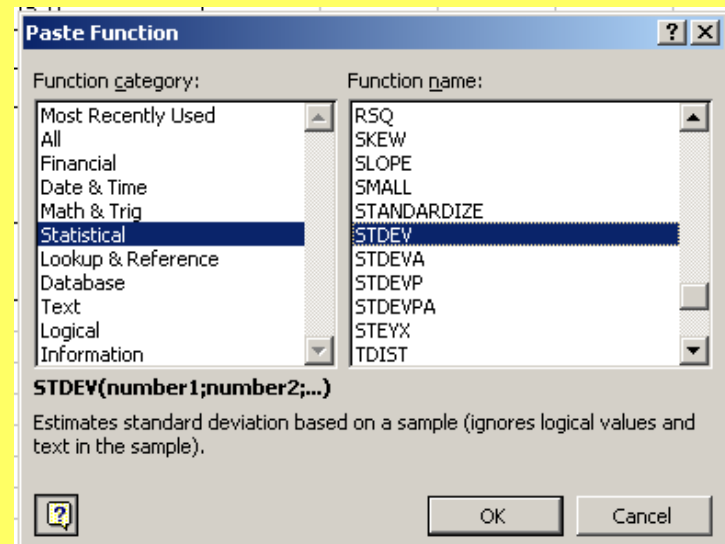 Paste Function
Function category:
Function name:
Most Recently Used
All
Financial
Date & Time
Math & Trig
Statistical
Lookup & Reference
Database
Text
Logical
Information
RSQ
SKEW
SLOPE
SMALL
STANDARDIZE
STDEV
STDEVA
STDEVP
STDEVPA
STEYX
TDIST
STDEV(number1;number2;...)
Estimates standard deviation based on a sample (ignores logical values and
text in the sample).
OK
Cancel